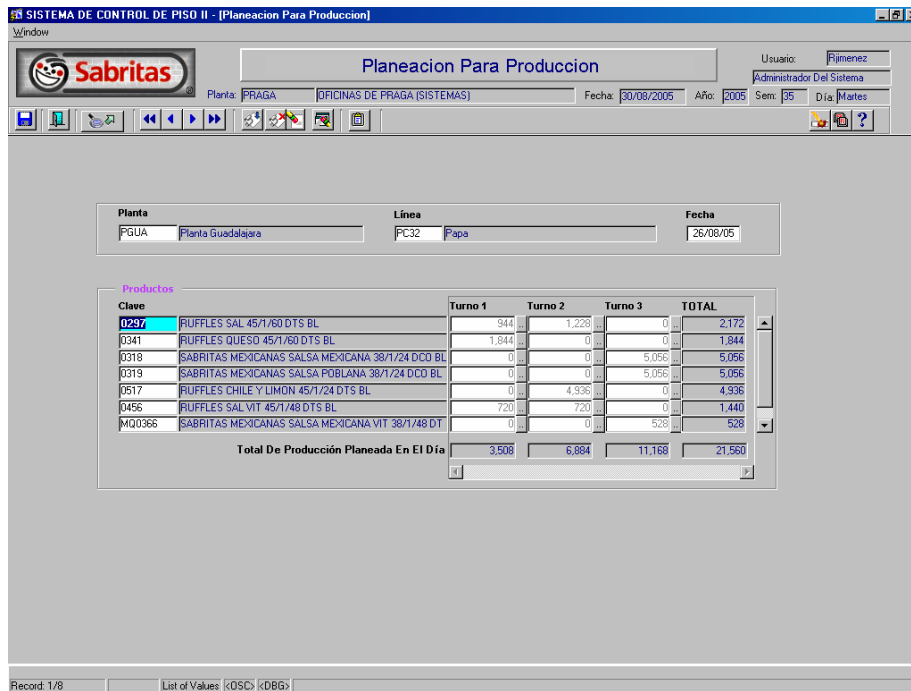 SISTEMA DE CONTROL DE PISO II - [Planeacion Para Produccion]
Window
Sabritas
Planeacion Para Produccion
Usuario: Rjimenez
Administrador Del Sistema
Planta: PRAGA OFICINAS DE PRAGA (SISTEMAS) Fecha: 30/08/2005 Año: 2005 Sem: 35 Día: Martes
Planta Línea Fecha
PGUA Planta Guadalajara PC32 Papa 26/08/05
Productos
Clave Turno 1 Turno 2 Turno 3 TOTAL
0297 RUFFLES SAL 45/1/60 DTS BL 944 .. 1,228 .. 0 .. 2,172
0341 RUFFLES QUESO 45/1/60 DTS BL 1,844 .. 0 .. 0 .. 1,844
0318 SABRITAS MEXICANAS SALSA MEXICANA 38/1/24 DCO BL 0 .. 0 .. 5,056 .. 5,056
0319 SABRITAS MEXICANAS SALSA POBLANA 38/1/24 DCO BL 0 .. 0 .. 5,056 .. 5,056
0517 RUFFLES CHILE Y LIMON 45/1/24 DTS BL 0 .. 4,936 .. 0 .. 4,936
0456 RUFFLES SAL VIT 45/1/48 DTS BL 720 .. 720 .. 0 .. 1,440
MQ0366 SABRITAS MEXICANAS SALSA MEXICANA VIT 38/1/48 DT 0 .. 0 .. 528 .. 528
Total De Producción Planeada En El Día 3,508 6,884 11,168 21,560
Record: 1/8 List of Values <OSC> <DBG>